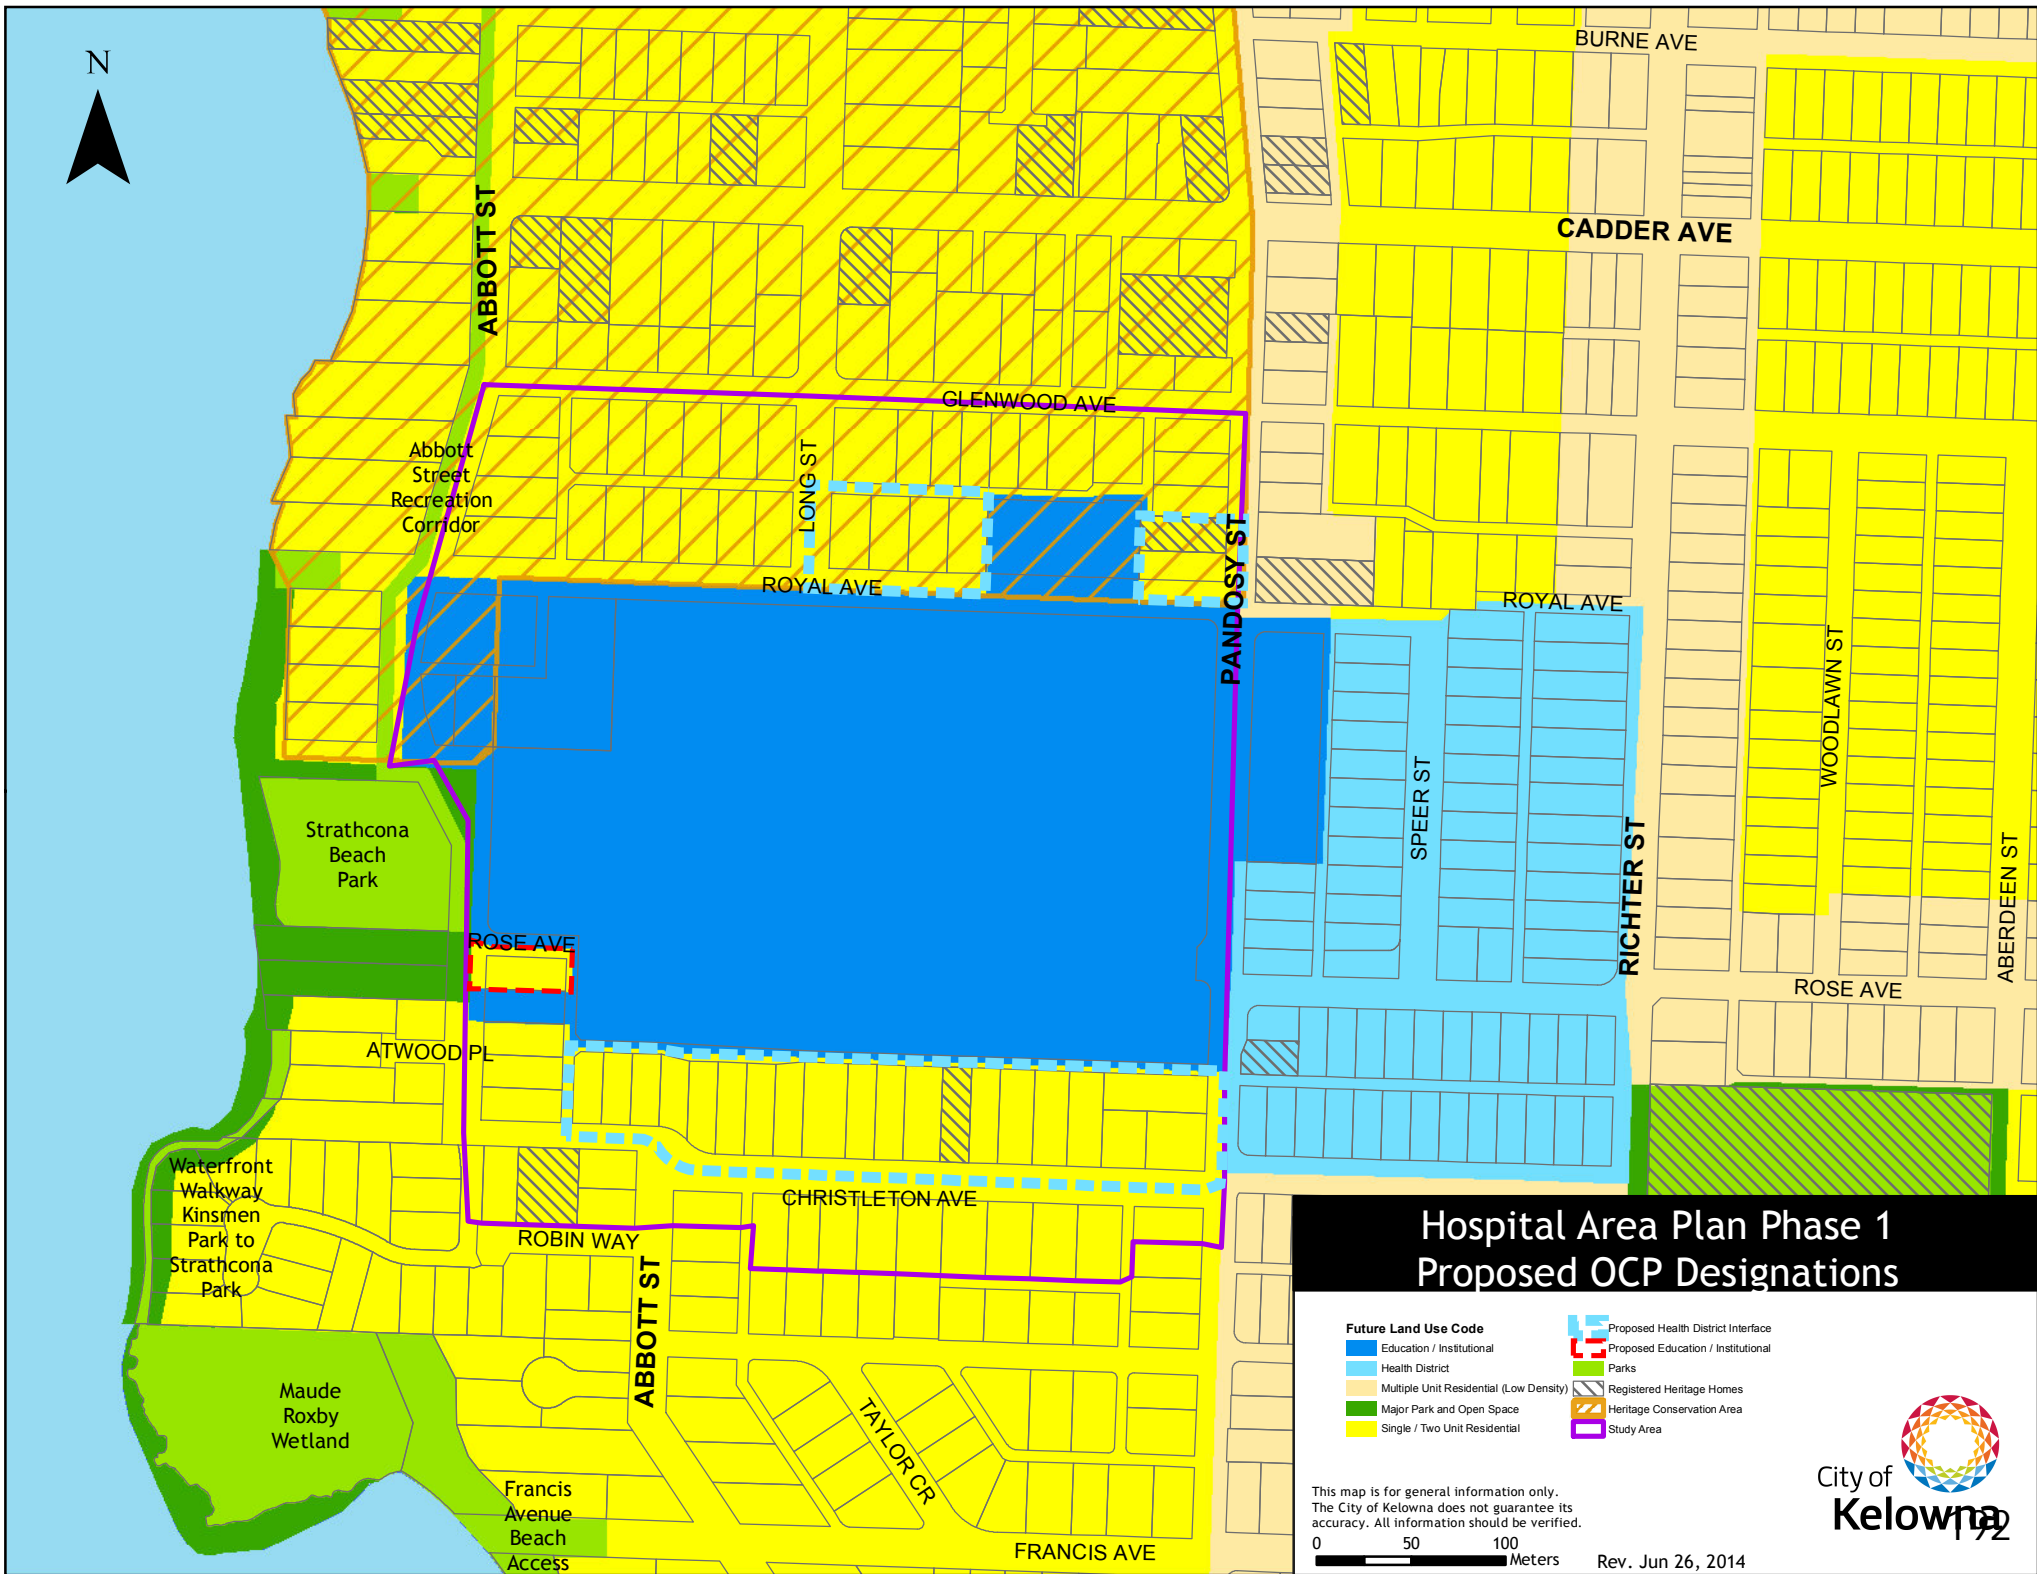 N
BURNE AVE
CADDER AVE
ABBOTT ST
GLENWOOD AVE
Abbott
Street
Recreation
Corridor
LONG ST
ROYAL AVE
PANDOSY ST
ROYAL AVE
WOODLAWN ST
SPEER ST
RICHTER ST
ABERDEEN ST
Strathcona
Beach
Park
ROSE AVE
ROSE AVE
ATWOOD PL
Waterfront
Walkway
Kinsmen
Park to
Strathcona
Park
CHRISTLETON AVE
ROBIN WAY
ABBOTT ST
Maude
Roxby
Wetland
TAYLOR CR
Francis
Avenue
Beach
Access
FRANCIS AVE
Hospital Area Plan Phase 1
Proposed OCP Designations
Future Land Use Code
Education / Institutional
Health District
Multiple Unit Residential (Low Density)
Major Park and Open Space
Single / Two Unit Residential
Proposed Health District Interface
Proposed Education / Institutional
Parks
Registered Heritage Homes
Heritage Conservation Area
Study Area
This map is for general information only.
The City of Kelowna does not guarantee its
accuracy. All information should be verified.
0 50 100
Meters
Rev. Jun 26, 2014
City of
Kelowna
192